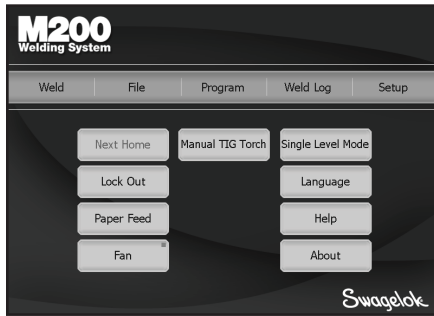 M200
Welding System
Weld File Program Weld Log Setup
Next Home Manual TIG Torch Single Level Mode
Lock Out Language
Paper Feed Help
Fan About
Swagelok